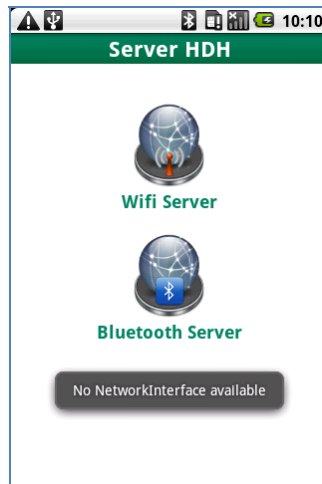 10:10
Server HDH
Wifi Server
Bluetooth Server
No NetworkInterface available